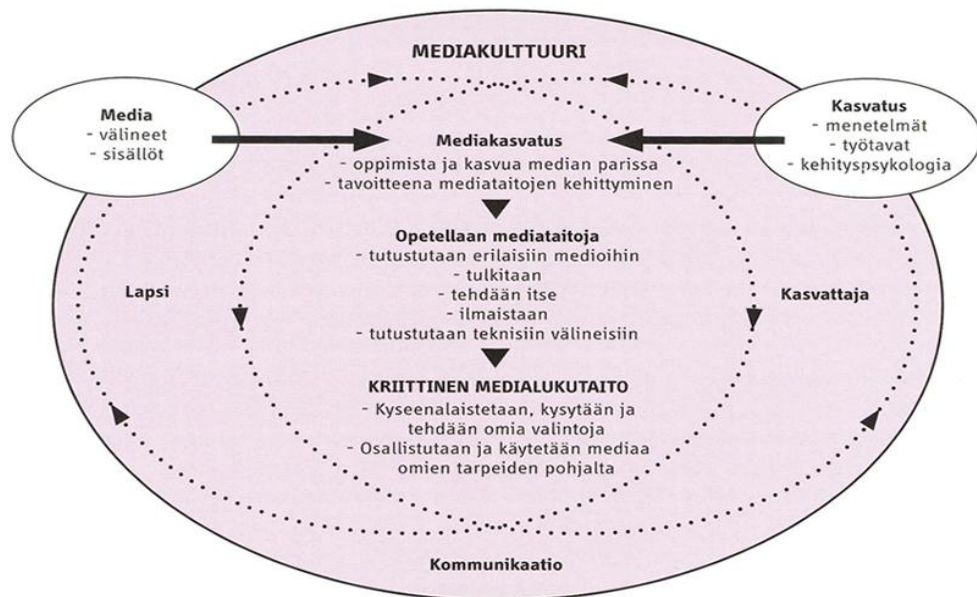 MEDIAKULTTUURI
Media
- välineet
- sisällöt
Kasvatus
- menetelmät
- työtavat
- kehityspsykologia
Mediakasvatus
- oppimista ja kasvua median parissa
- tavoitteena mediataitojen kehittyminen
Opetellaan mediataitoja
- tutustutaan erilaisiin medioihin
- tulkitaan
- tehdään itse
- ilmaistaan
- tutustutaan teknisiin välineisiin
Lapsi
Kasvattaja
KRIITTINEN MEDIALUKUTAITO
- Kyseenalaistetaan, kysytään ja
tehdään omia valintoja
- Osallistutaan ja käytetään mediaa
omien tarpeiden pohjalta
Kommunikaatio